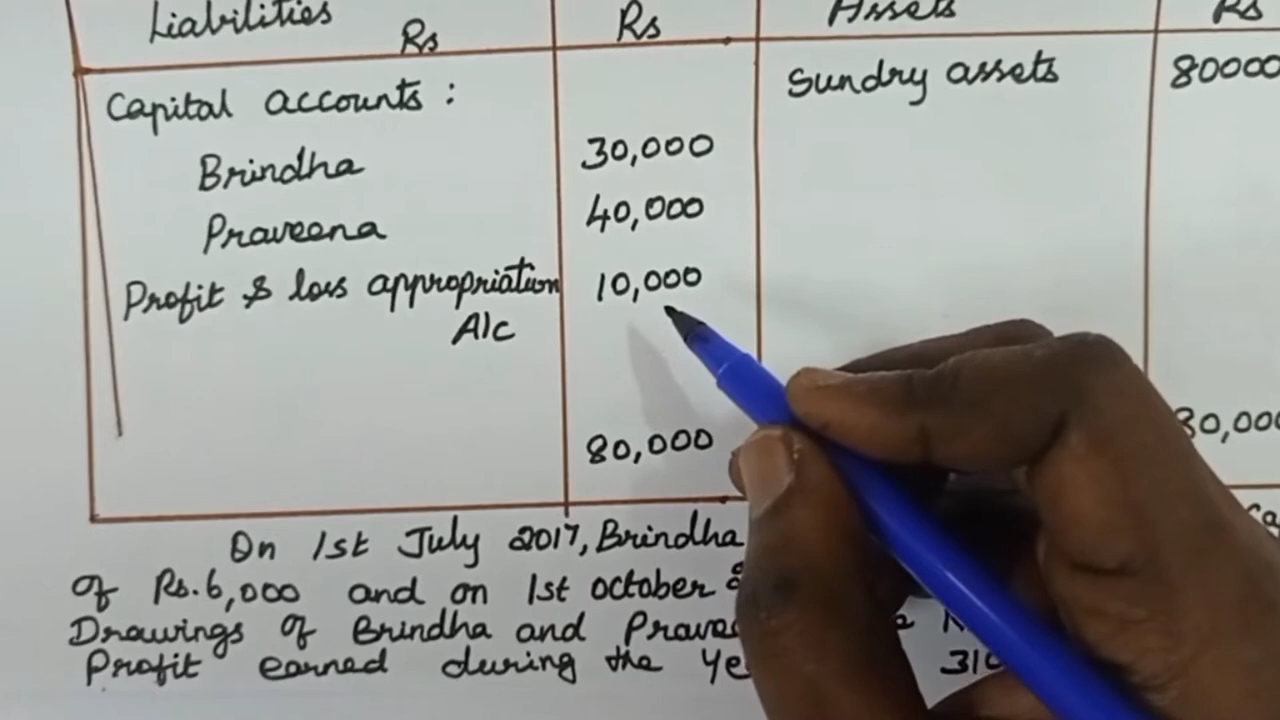 Liabilities Rs Rs Assets Rs
Capital accounts : Sundry assets 80000
Brindha 30,000
Praveena 40,000
Profit & loss appropriation 10,000
A/c
80,000
On 1st July 2017, Brindha
of Rs.6,000 and on 1st october
Drawings of Brindha and
Profit earned during the